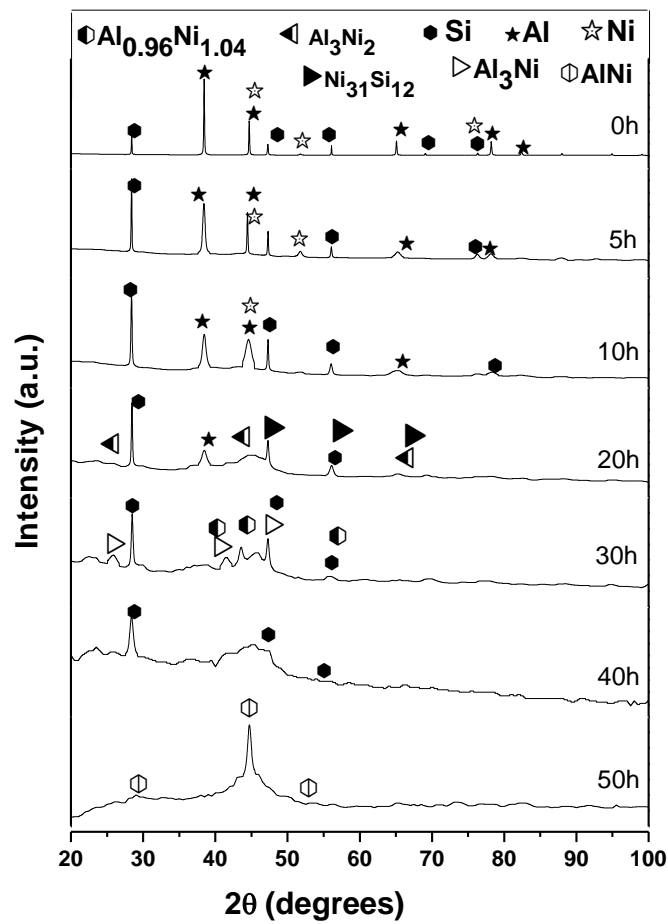 Al0.96Ni1.04 Al3Ni2 Si Al Ni
Ni31Si12 Al3Ni AlNi
0h
5h
10h
20h
30h
40h
50h
Intensity (a.u.)
20 30 40 50 60 70 80 90 100
2θ (degrees)